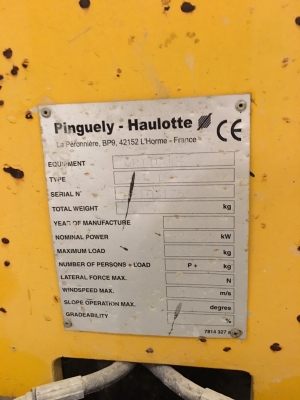 Pinguely - Haulotte CE
La Péronnière, BP9, 42152 L'Horme - France
EQUIPMENT
TYPE
SERIAL N°
TOTAL WEIGHT kg
YEAR OF MANUFACTURE
NOMINAL POWER kW
MAXIMUM LOAD kg
NUMBER OF PERSONS + LOAD P + kg
LATERAL FORCE MAX. N
WINDSPEED MAX. m/s
SLOPE OPERATION MAX. degres
GRADEABILITY %